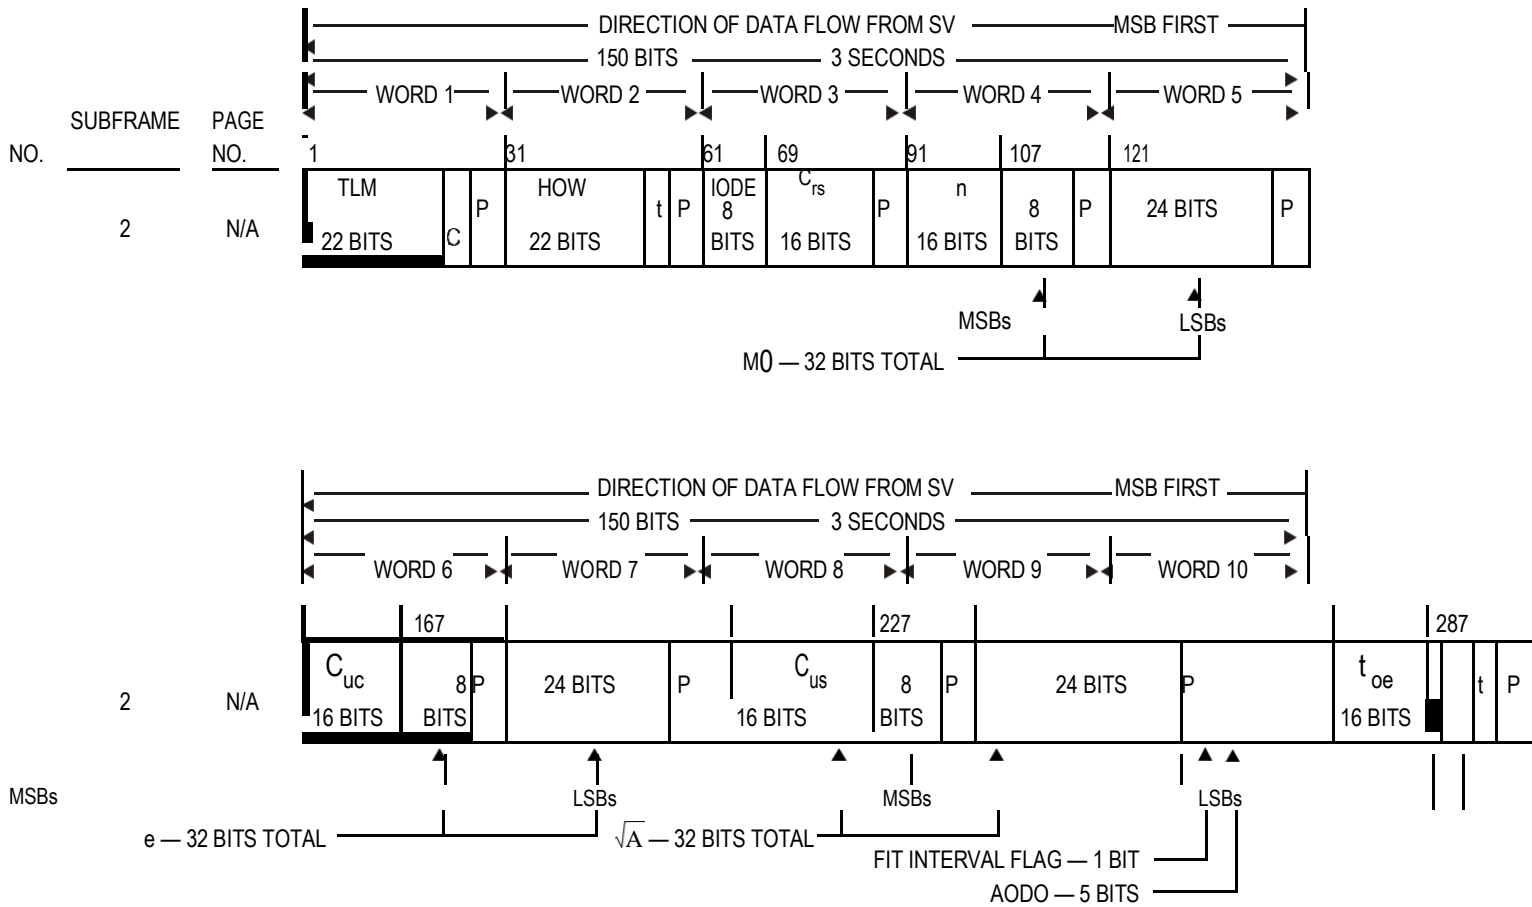 DIRECTION OF DATA FLOW FROM SV MSB FIRST
150 BITS 3 SECONDS
WORD 1 WORD 2 WORD 3 WORD 4 WORD 5
SUBFRAME PAGE
NO. NO. 1 31 61 69 91 107 121
TLM HOW IODE Crs n
2 N/A P t P 8 P 8 P 24 BITS P
22 BITS C 22 BITS BITS 16 BITS 16 BITS BITS
MSBs LSBs
M0 — 32 BITS TOTAL
DIRECTION OF DATA FLOW FROM SV MSB FIRST
150 BITS 3 SECONDS
WORD 6 WORD 7 WORD 8 WORD 9 WORD 10
167 227 287
Cuc Cus toe
2 N/A 8 P 24 BITS P 8 P 24 BITS P t P
16 BITS BITS 16 BITS BITS 16 BITS
MSBs LSBs MSBs LSBs
e — 32 BITS TOTAL √A — 32 BITS TOTAL
FIT INTERVAL FLAG — 1 BIT
AODO — 5 BITS